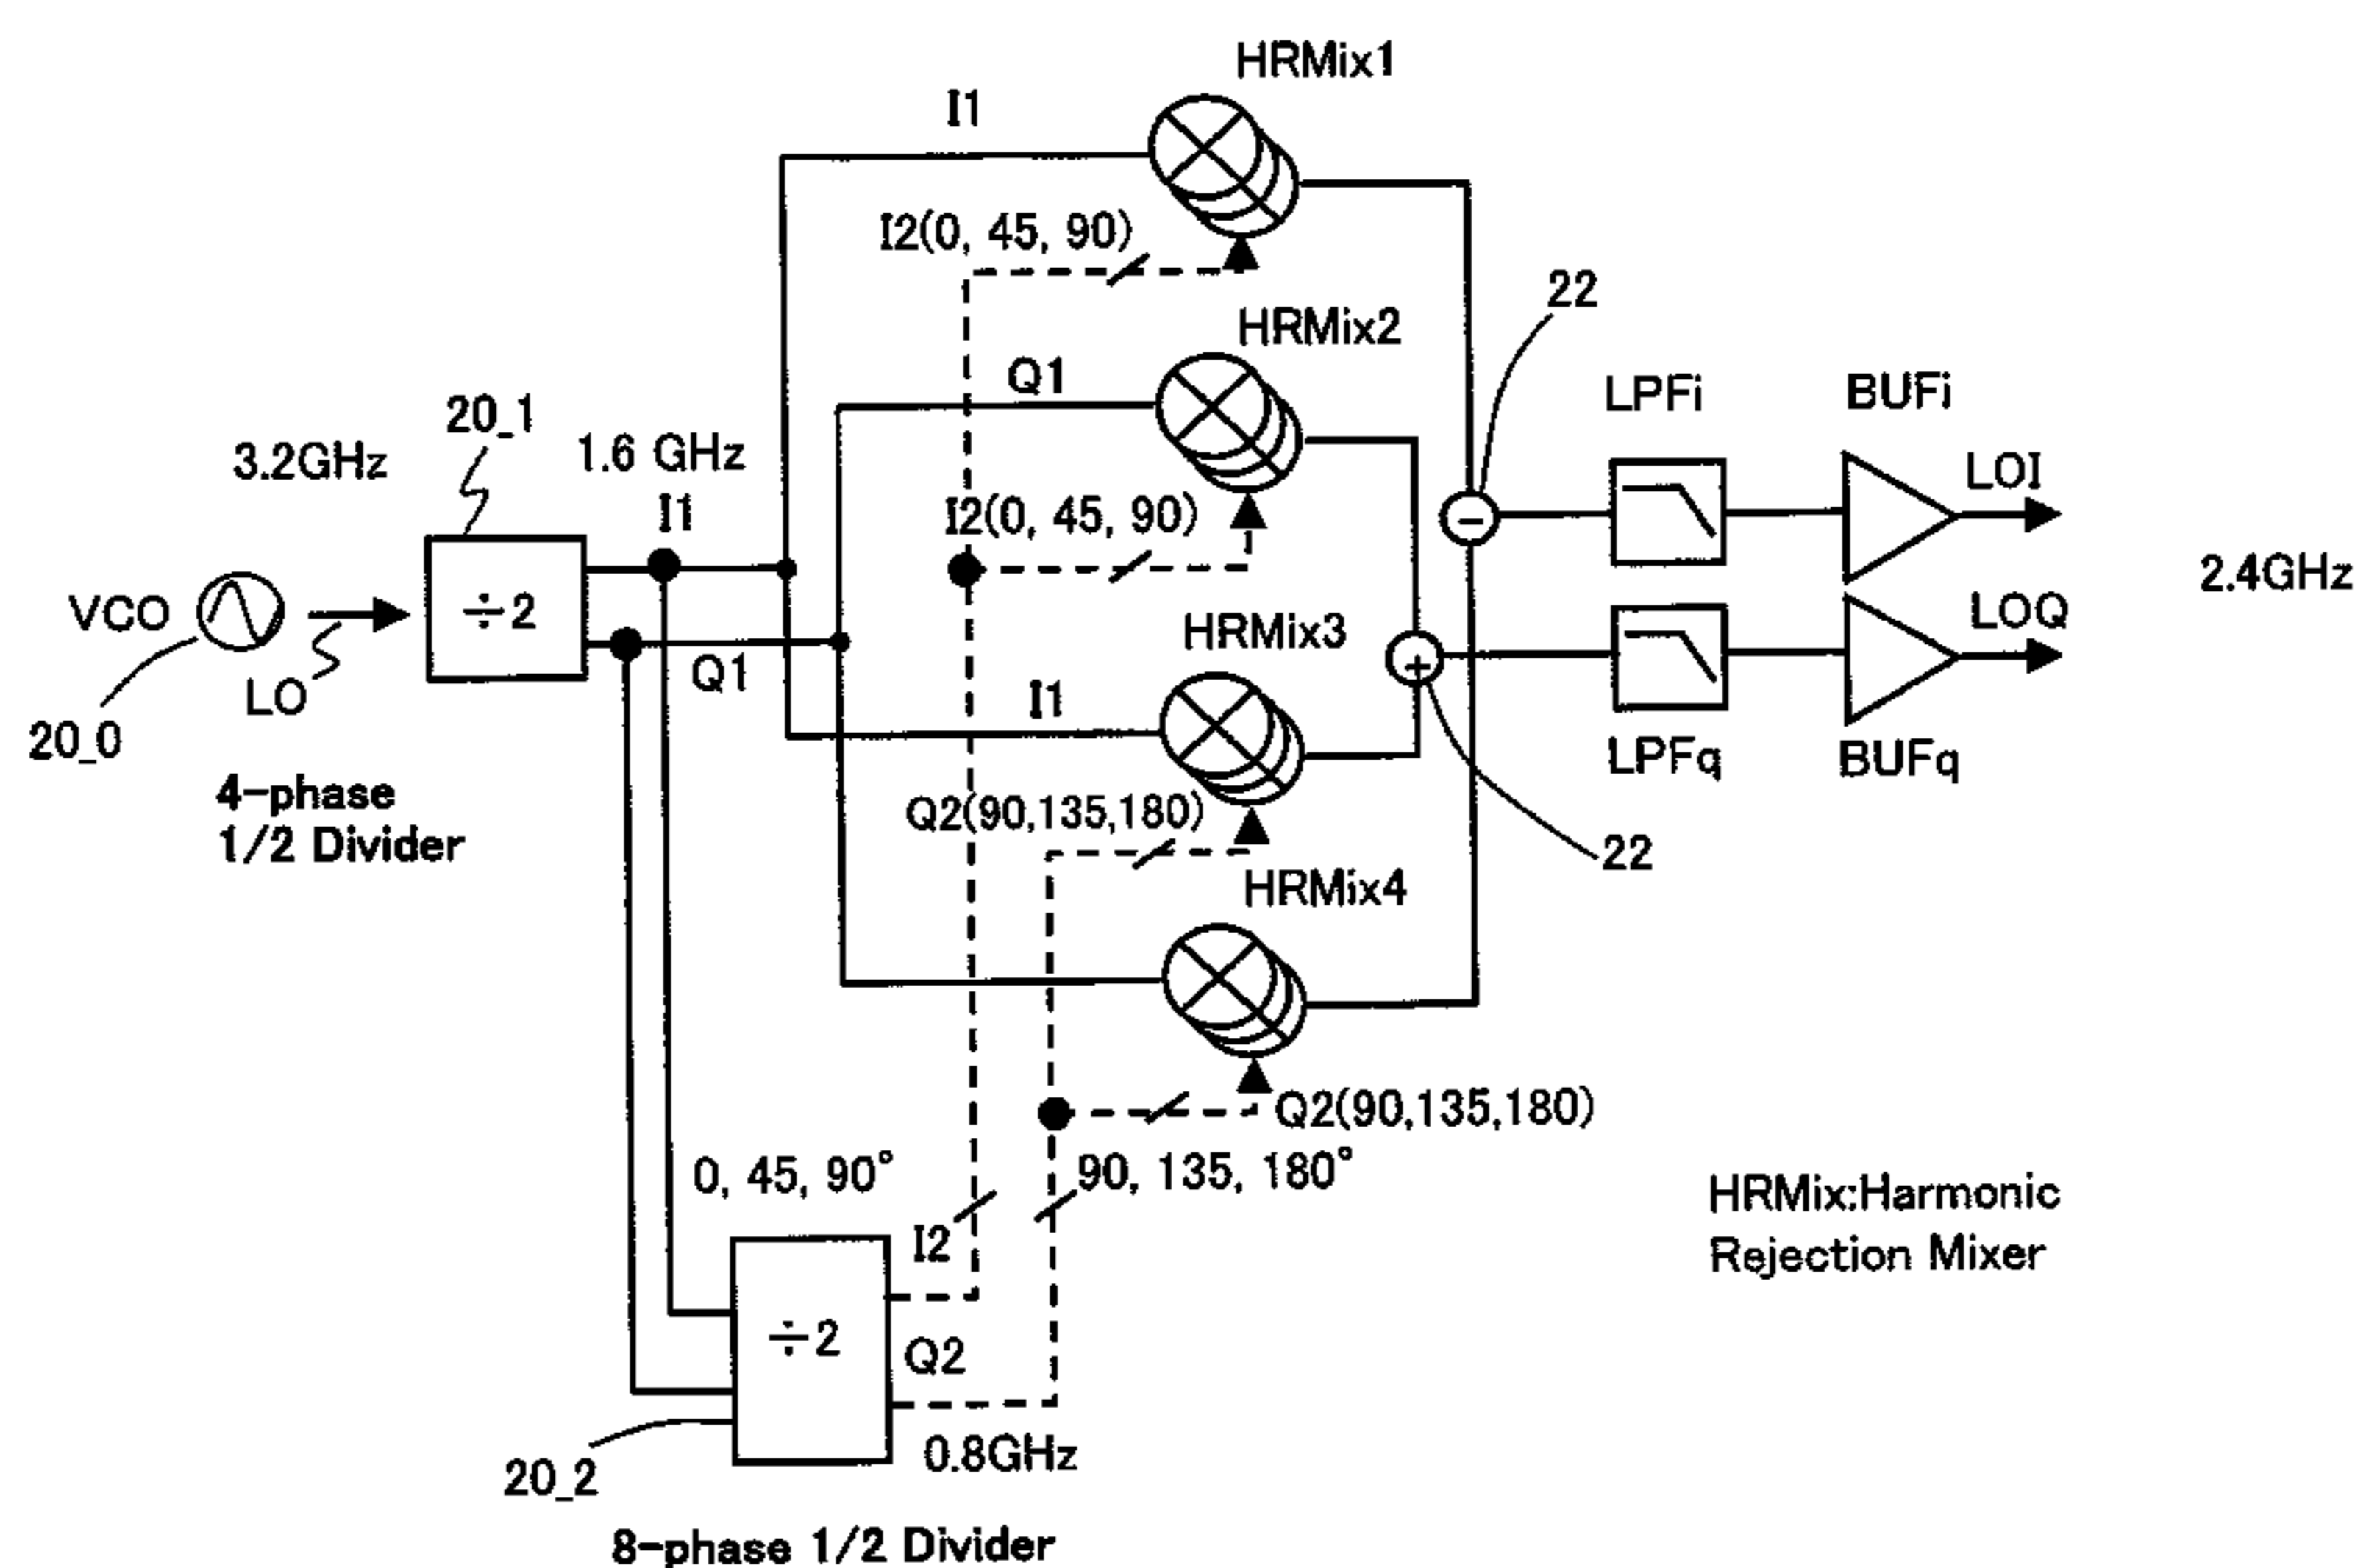 HRMix1
I1
I2(0, 45, 90)
22
HRMix2
Q1
LPFi
BUFi
20_1
3.2GHz
1.6 GHz
I1
LOI
I2(0, 45, 90)
2.4GHz
VCO
÷2
−
LOQ
HRMix3
+
Q1
LO
I1
20_0
LPFq
BUFq
4-phase
1/2 Divider
Q2(90,135,180)
22
HRMix4
Q2(90,135,180)
0, 45, 90°
90, 135, 180°
HRMix:Harmonic
Rejection Mixer
I2
÷2
Q2
0.8GHz
20_2
8-phase 1/2 Divider